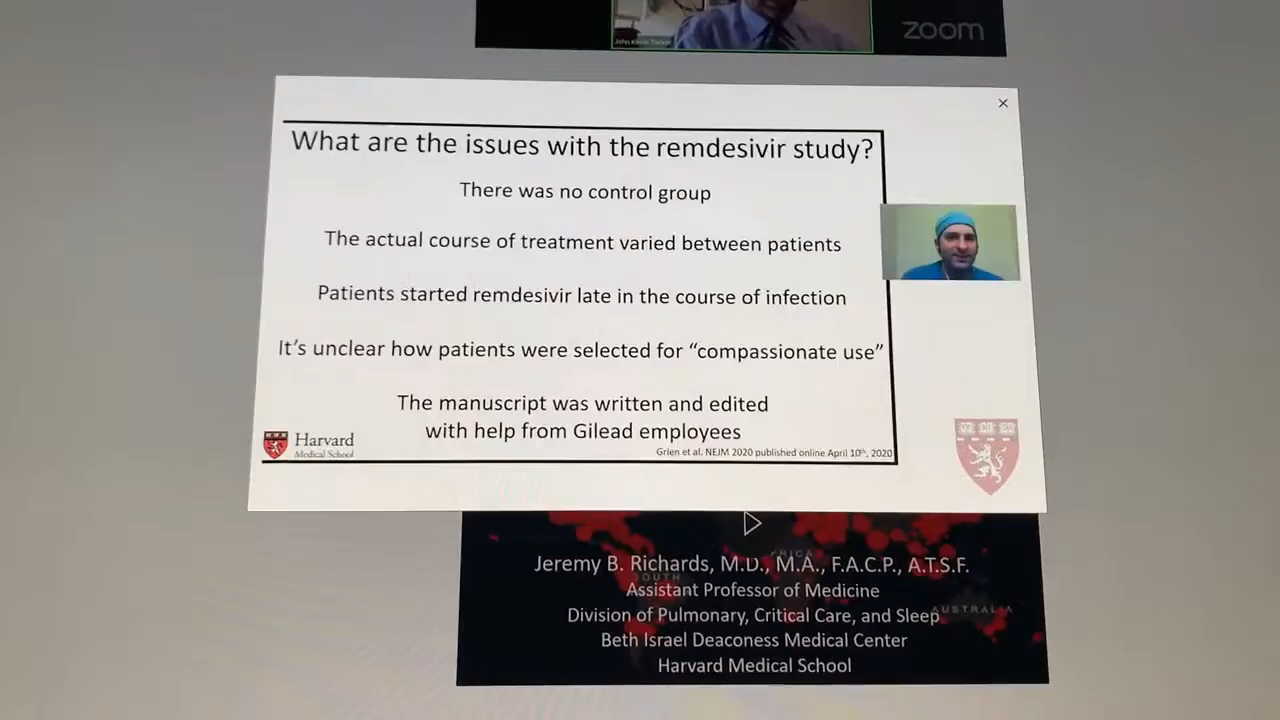 zoom
×
What are the issues with the remdesivir study?
There was no control group
The actual course of treatment varied between patients
Patients started remdesivir late in the course of infection
It's unclear how patients were selected for “compassionate use”
The manuscript was written and edited
with help from Gilead employees
Harvard
Medical School
Grien et al. NEJM 2020 published online April 10th, 2020
Jeremy B. Richards, M.D., M.A., F.A.C.P., A.T.S.F.
Assistant Professor of Medicine
Division of Pulmonary, Critical Care, and Sleep
AUSTRALIA
Beth Israel Deaconess Medical Center
Harvard Medical School